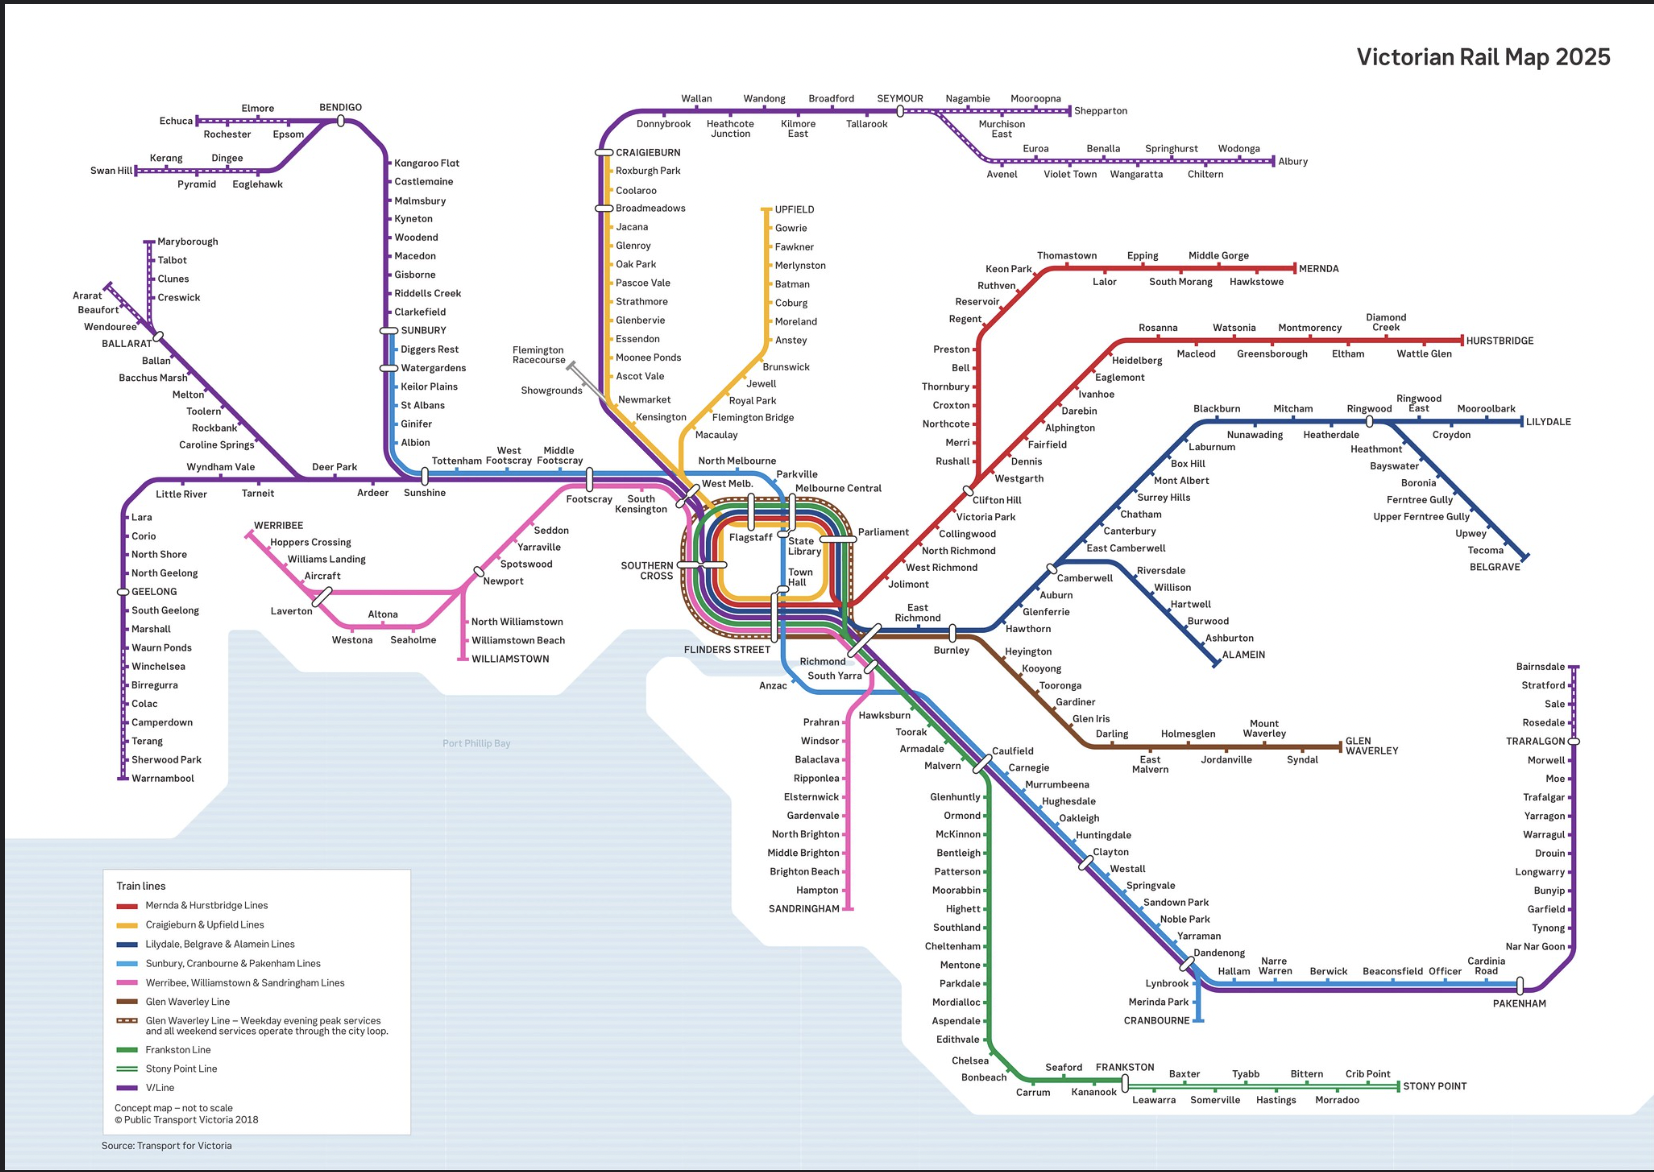 Victorian Rail Map 2025
Echuca
Rochester
Elmore
Epsom
BENDIGO
Swan Hill
Kerang
Pyramid
Dingee
Eaglehawk
Kangaroo Flat
Castlemaine
Malmsbury
Kyneton
Woodend
Macedon
Gisborne
Riddells Creek
Clarkefield
SUNBURY
Diggers Rest
Watergardens
Keilor Plains
St Albans
Ginifer
Albion
Maryborough
Talbot
Clunes
Creswick
Ararat
Beaufort
Wendouree
BALLARAT
Ballan
Bacchus Marsh
Melton
Toolern
Rockbank
Caroline Springs
Wyndham Vale
Little River
Tarneit
Deer Park
Ardeer
Sunshine
Tottenham
West
Footscray
Middle
Footscray
Footscray
South
Kensington
Lara
Corio
North Shore
North Geelong
GEELONG
South Geelong
Marshall
Waurn Ponds
Winchelsea
Birregurra
Colac
Camperdown
Terang
Sherwood Park
Warrnambool
WERRIBEE
Hoppers Crossing
Williams Landing
Aircraft
Laverton
Westona
Altona
Seaholme
Seddon
Yarraville
Spotswood
Newport
North Williamstown
Williamstown Beach
WILLIAMSTOWN
Wallan
Donnybrook
Heathcote
Junction
Wandong
Kilmore
East
Broadford
Tallarook
SEYMOUR
Nagambie
Murchison
East
Mooroopna
Shepparton
Avenel
Euroa
Violet Town
Benalla
Wangaratta
Springhurst
Chiltern
Wodonga
Albury
CRAIGIEBURN
Roxburgh Park
Coolaroo
Broadmeadows
Jacana
Glenroy
Oak Park
Pascoe Vale
Strathmore
Glenbervie
Essendon
Moonee Ponds
Ascot Vale
Newmarket
Kensington
Flemington
Racecourse
Showgrounds
UPFIELD
Gowrie
Fawkner
Merlynston
Batman
Coburg
Moreland
Anstey
Brunswick
Jewell
Royal Park
Flemington Bridge
Macaulay
North Melbourne
West Melb.
Parkville
Melbourne Central
Flagstaff
State
Library
Parliament
SOUTHERN
CROSS
Town
Hall
FLINDERS STREET
Anzac
Richmond
South Yarra
Keon Park
Ruthven
Reservoir
Regent
Preston
Bell
Thornbury
Croxton
Northcote
Merri
Rushall
Thomastown
Lalor
Epping
South Morang
Middle Gorge
Hawkstowe
MERNDA
Rosanna
Macleod
Watsonia
Greensborough
Montmorency
Eltham
Diamond
Creek
Wattle Glen
HURSTBRIDGE
Heidelberg
Eaglemont
Ivanhoe
Darebin
Alphington
Fairfield
Dennis
Westgarth
Clifton Hill
Victoria Park
Collingwood
North Richmond
West Richmond
Jolimont
Blackburn
Nunawading
Mitcham
Heatherdale
Ringwood
Ringwood
East
Croydon
Mooroolbark
LILYDALE
Heathmont
Bayswater
Boronia
Ferntree Gully
Upper Ferntree Gully
Upwey
Tecoma
BELGRAVE
Laburnum
Box Hill
Mont Albert
Surrey Hills
Chatham
Canterbury
East Camberwell
Camberwell
Auburn
Glenferrie
Hawthorn
East
Richmond
Burnley
Riversdale
Willison
Hartwell
Burwood
Ashburton
ALAMEIN
Heyington
Kooyong
Tooronga
Gardiner
Glen Iris
Darling
East
Malvern
Holmesglen
Jordanville
Mount
Waverley
Syndal
GLEN
WAVERLEY
Prahran
Windsor
Balaclava
Ripponlea
Elsternwick
Gardenvale
North Brighton
Middle Brighton
Brighton Beach
Hampton
SANDRINGHAM
Hawksburn
Toorak
Armadale
Malvern
Caulfield
Carnegie
Murrumbeena
Hughesdale
Oakleigh
Huntingdale
Clayton
Westall
Springvale
Sandown Park
Noble Park
Yarraman
Dandenong
Glenhuntly
Ormond
McKinnon
Bentleigh
Patterson
Moorabbin
Highett
Southland
Cheltenham
Mentone
Parkdale
Mordialloc
Aspendale
Edithvale
Chelsea
Bonbeach
Carrum
Seaford
Kananook
FRANKSTON
Leawarra
Baxter
Somerville
Tyabb
Hastings
Bittern
Morradoo
Crib Point
STONY POINT
Lynbrook
Merinda Park
CRANBOURNE
Hallam
Narre
Warren
Berwick
Beaconsfield
Officer
Cardinia
Road
PAKENHAM
Bairnsdale
Stratford
Sale
Rosedale
TRARALGON
Morwell
Moe
Trafalgar
Yarragon
Warragul
Drouin
Longwarry
Bunyip
Garfield
Tynong
Nar Nar Goon
Port Phillip Bay
Train lines
Mernda & Hurstbridge Lines
Craigieburn & Upfield Lines
Lilydale, Belgrave & Alamein Lines
Sunbury, Cranbourne & Pakenham Lines
Werribee, Williamstown & Sandringham Lines
Glen Waverley Line
Glen Waverley Line – Weekday evening peak services
and all weekend services operate through the city loop.
Frankston Line
Stony Point Line
V/Line
Concept map – not to scale
© Public Transport Victoria 2018
Source: Transport for Victoria